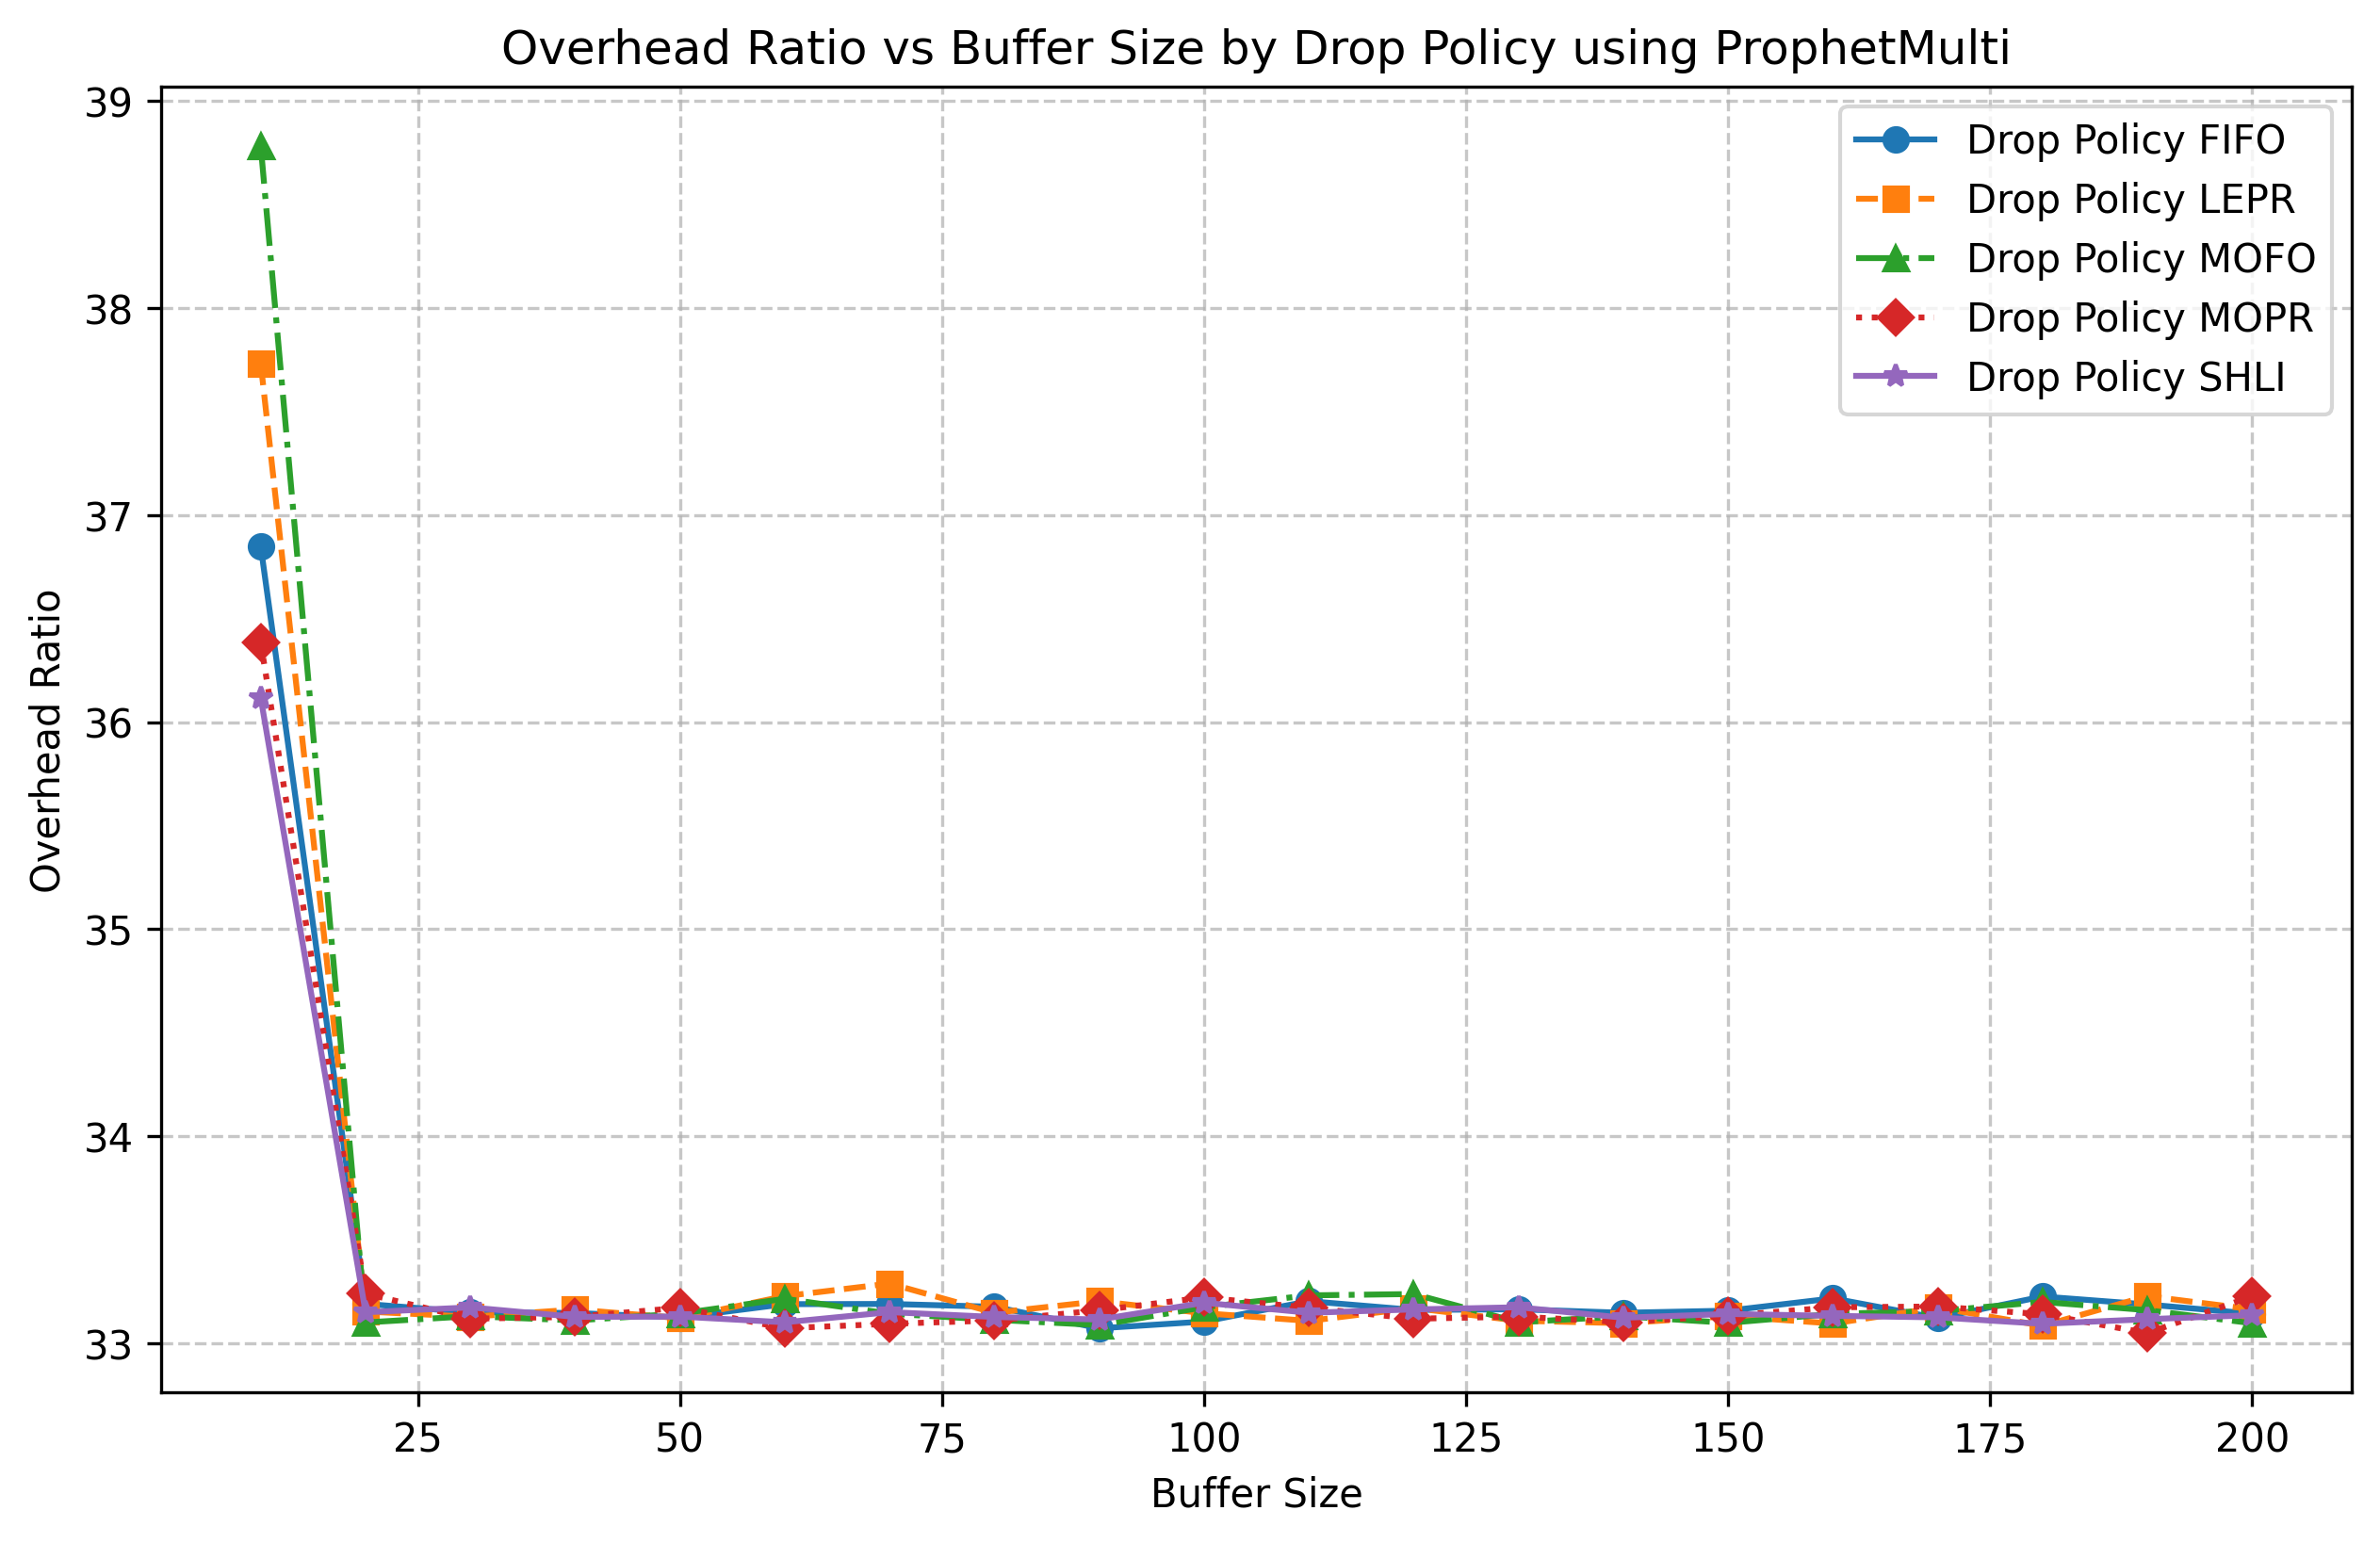 Overhead Ratio vs Buffer Size by Drop Policy using ProphetMulti
39
38
37
36
35
34
33
Overhead Ratio
Drop Policy FIFO
Drop Policy LEPR
Drop Policy MOFO
Drop Policy MOPR
Drop Policy SHLI
25 50 75 100 125 150 175 200
Buffer Size